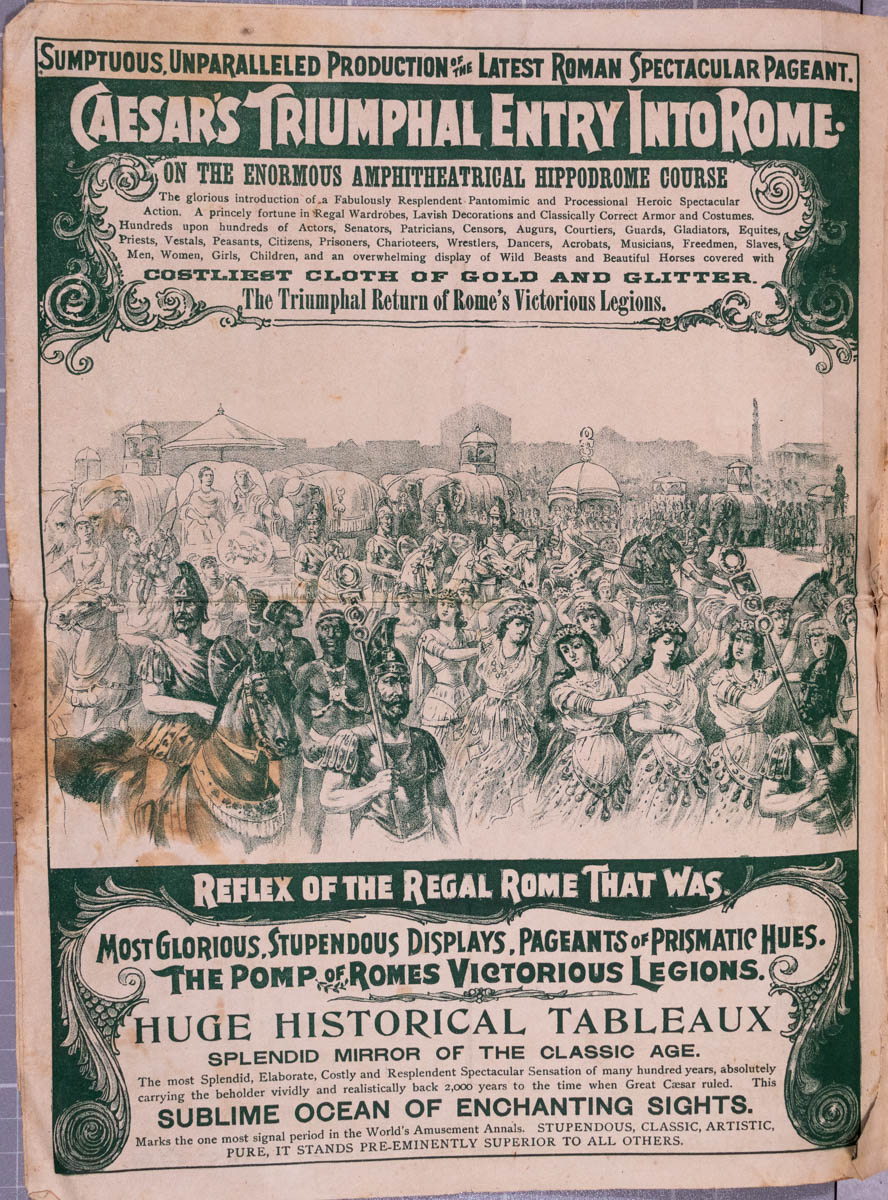 SUMPTUOUS, UNPARALLELED PRODUCTION OF THE LATEST ROMAN SPECTACULAR PAGEANT.
CAESAR'S TRIUMPHAL ENTRY INTO ROME.
ON THE ENORMOUS AMPHITHEATRICAL HIPPODROME COURSE
The glorious introduction of a Fabulously Resplendent Pantomimic and Processional Heroic Spectacular
Action. A princely fortune in Regal Wardrobes, Lavish Decorations and Classically Correct Armor and Costumes.
Hundreds upon hundreds of Actors, Senators, Patricians, Censors, Augurs, Courtiers, Guards, Gladiators, Equites,
Priests, Vestals, Peasants, Citizens, Prisoners, Charioteers, Wrestlers, Dancers, Acrobats, Musicians, Freedmen, Slaves,
Men, Women, Girls, Children, and an overwhelming display of Wild Beasts and Beautiful Horses covered with
COSTLIEST CLOTH OF GOLD AND GLITTER.
The Triumphal Return of Rome's Victorious Legions.
REFLEX OF THE REGAL ROME THAT WAS.
MOST GLORIOUS, STUPENDOUS DISPLAYS, PAGEANTS OF PRISMATIC HUES.
THE POMP OF ROMES VICTORIOUS LEGIONS.
HUGE HISTORICAL TABLEAUX
SPLENDID MIRROR OF THE CLASSIC AGE.
The most Splendid, Elaborate, Costly and Resplendent Spectacular Sensation of many hundred years, absolutely
carrying the beholder vividly and realistically back 2,000 years to the time when Great Cæsar ruled. This
SUBLIME OCEAN OF ENCHANTING SIGHTS.
Marks the one most signal period in the World's Amusement Annals. STUPENDOUS, CLASSIC, ARTISTIC,
PURE, IT STANDS PRE-EMINENTLY SUPERIOR TO ALL OTHERS.